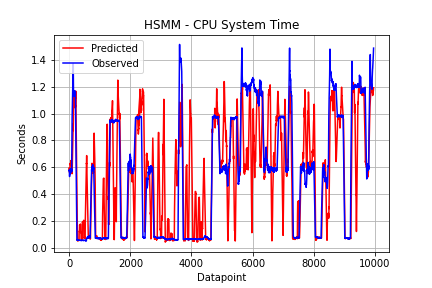 HSMM - CPU System Time
Predicted
Observed
1.4
1.2
1.0
0.8
0.6
0.4
0.2
0.0
Seconds
0 2000 4000 6000 8000 10000
Datapoint